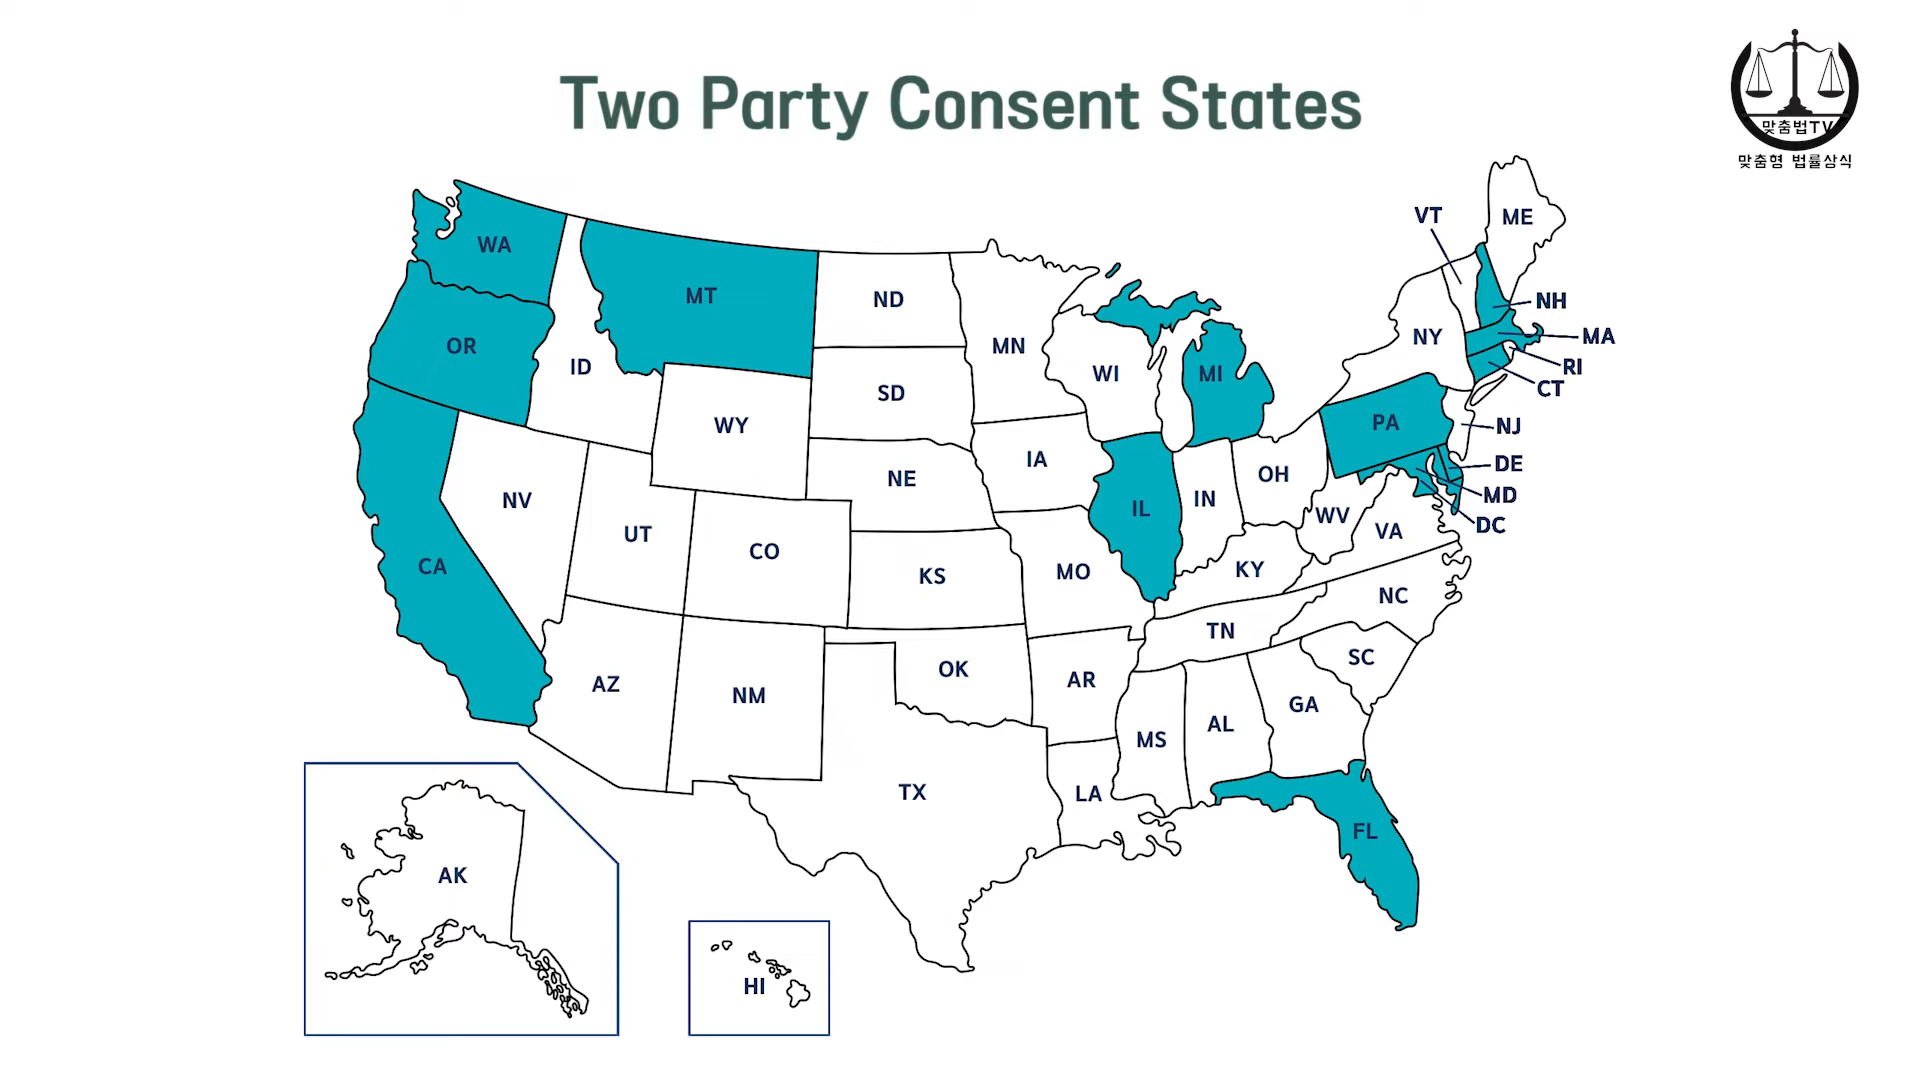 Two Party Consent States
맞춤법TV
맞춤형 법률상식
VT
ME
WA
MT
ND
NH
OR
ID
MN
NY
MA
SD
WI
MI
RI
CT
WY
PA
NJ
IA
OH
DE
NE
NV
IL
IN
MD
WV
DC
UT
CO
VA
CA
KS
MO
KY
NC
TN
AZ
NM
OK
AR
SC
GA
MS
AL
TX
LA
FL
AK
HI